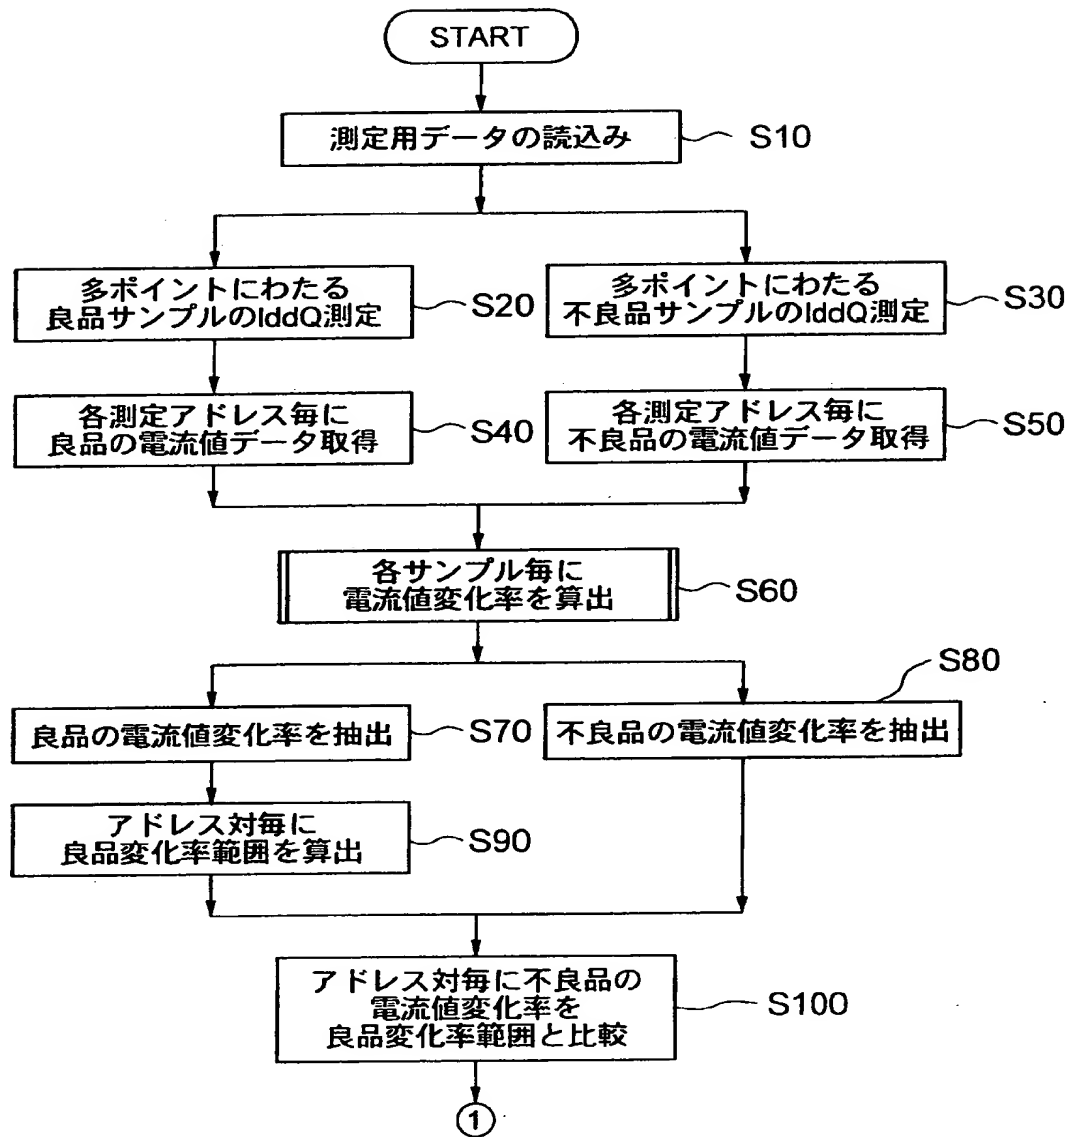 START
測定用データの読込み
S10
多ポイントにわたる
良品サンプルのIddQ測定
S20
多ポイントにわたる
不良品サンプルのIddQ測定
S30
各測定アドレス毎に
良品の電流値データ取得
S40
各測定アドレス毎に
不良品の電流値データ取得
S50
各サンプル毎に
電流値変化率を算出
S60
良品の電流値変化率を抽出
S70
不良品の電流値変化率を抽出
S80
アドレス対毎に
良品変化率範囲を算出
S90
アドレス対毎に不良品の
電流値変化率を
良品変化率範囲と比較
S100
1